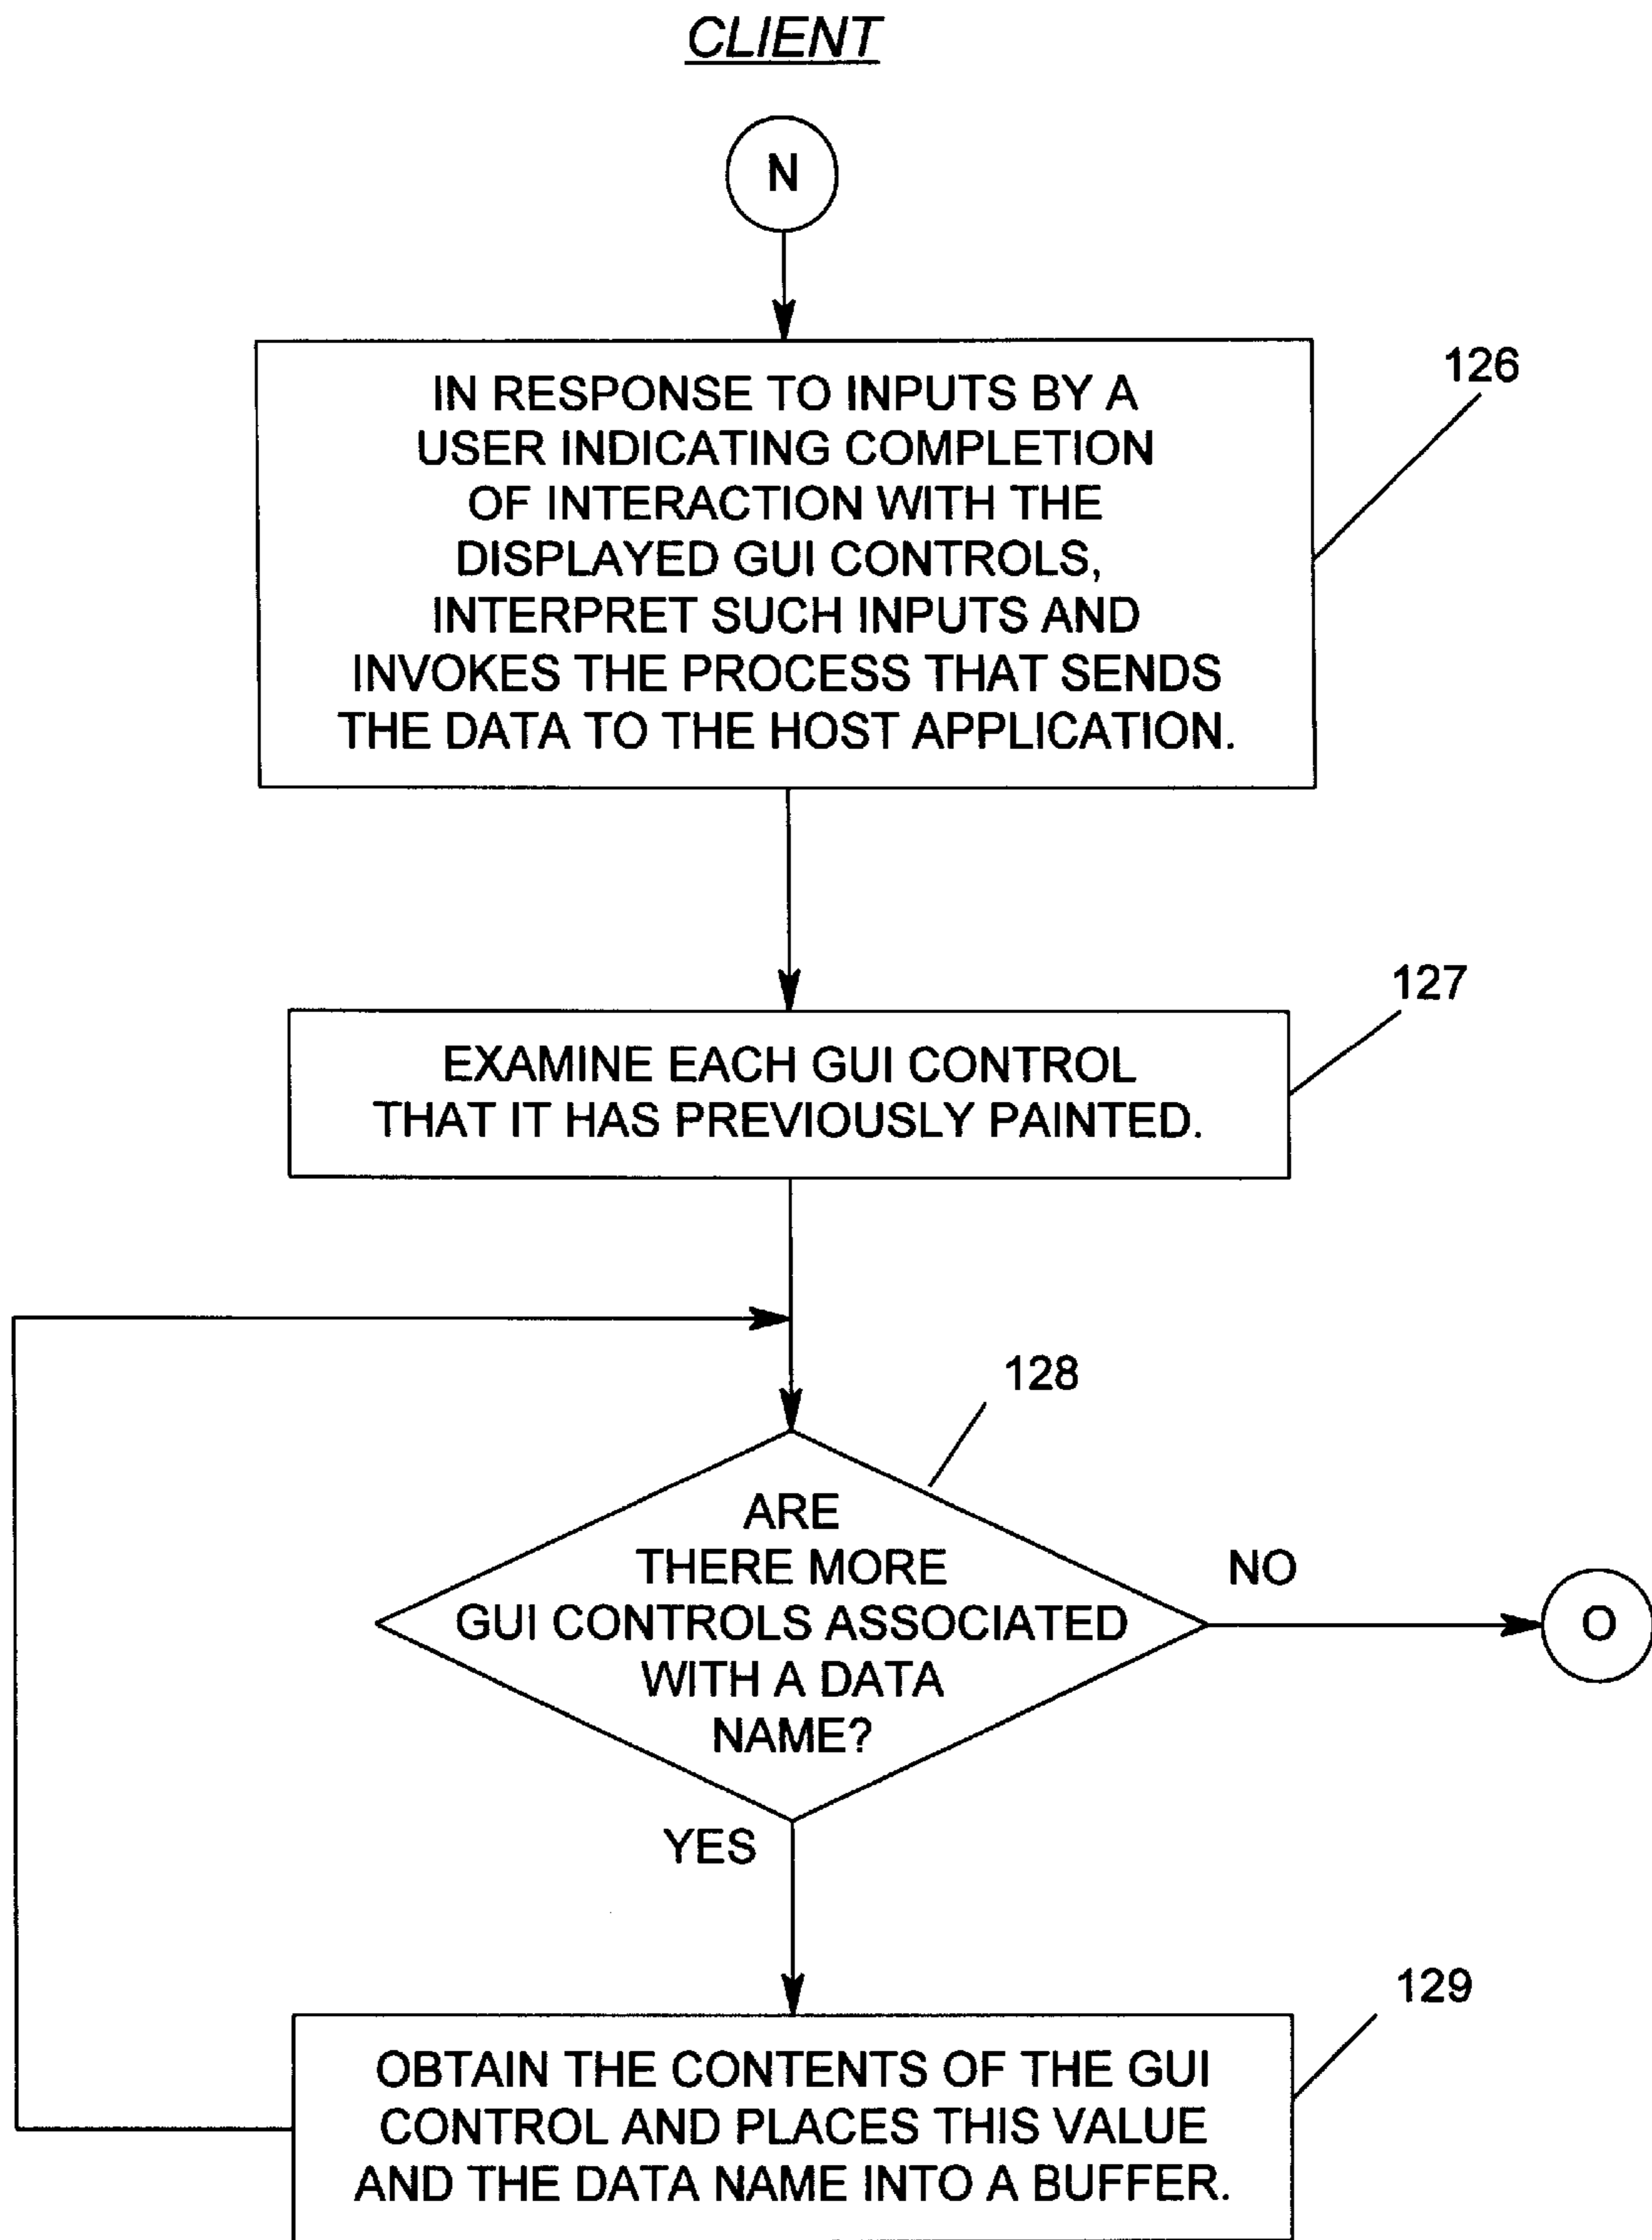 CLIENT
N
IN RESPONSE TO INPUTS BY A
USER INDICATING COMPLETION
OF INTERACTION WITH THE
DISPLAYED GUI CONTROLS,
INTERPRET SUCH INPUTS AND
INVOKES THE PROCESS THAT SENDS
THE DATA TO THE HOST APPLICATION.
126
EXAMINE EACH GUI CONTROL
THAT IT HAS PREVIOUSLY PAINTED.
127
128
ARE
THERE MORE
GUI CONTROLS ASSOCIATED
WITH A DATA
NAME?
NO
O
YES
129
OBTAIN THE CONTENTS OF THE GUI
CONTROL AND PLACES THIS VALUE
AND THE DATA NAME INTO A BUFFER.